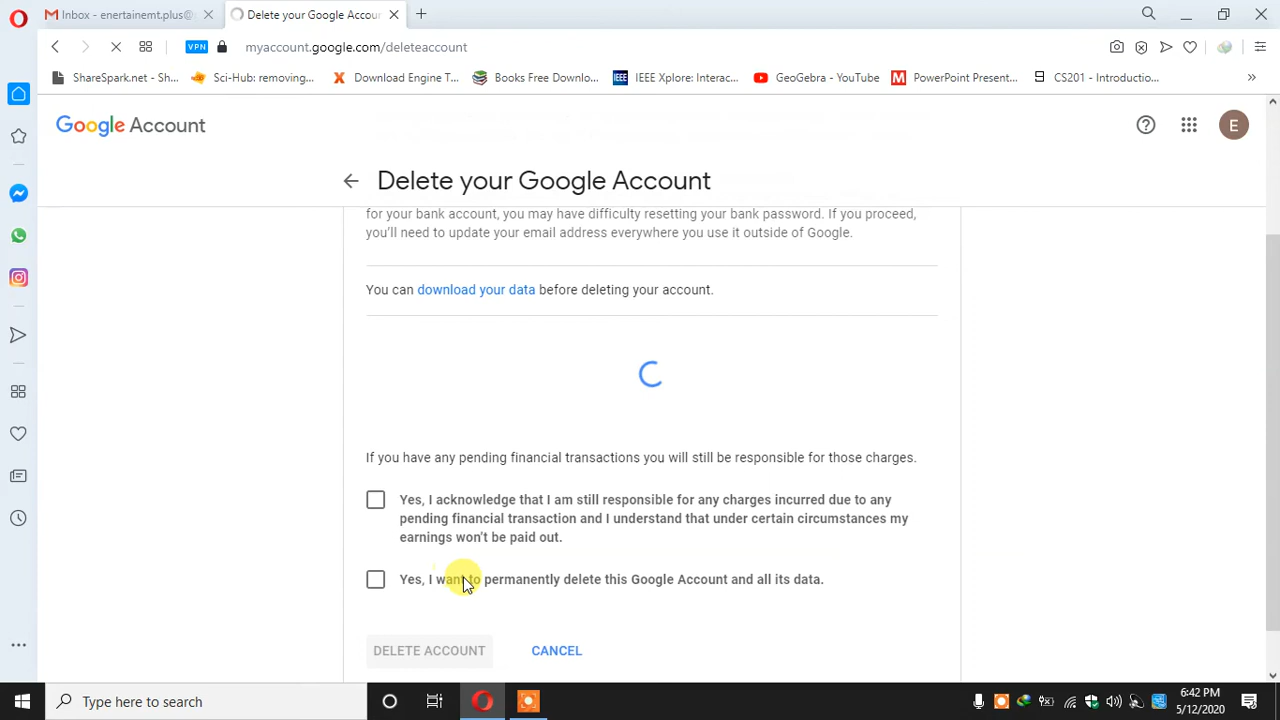 Inbox - enertainemt.plus@
Delete your Google Accoun
VPN
myaccount.google.com/deleteaccount
ShareSpark.net - Sh...
Sci-Hub: removing...
Download Engine T...
Books Free Downlo...
IEEE
IEEE Xplore: Interac...
GeoGebra - YouTube
M
PowerPoint Present...
CS201 - Introductio...
»
Google Account
E
Delete your Google Account
for your bank account, you may have difficulty resetting your bank password. If you proceed,
you'll need to update your email address everywhere you use it outside of Google.
You can download your data before deleting your account.
If you have any pending financial transactions you will still be responsible for those charges.
Yes, I acknowledge that I am still responsible for any charges incurred due to any
pending financial transaction and I understand that under certain circumstances my
earnings won't be paid out.
Yes, I want to permanently delete this Google Account and all its data.
DELETE ACCOUNT
CANCEL
Type here to search
6:42 PM
5/12/2020